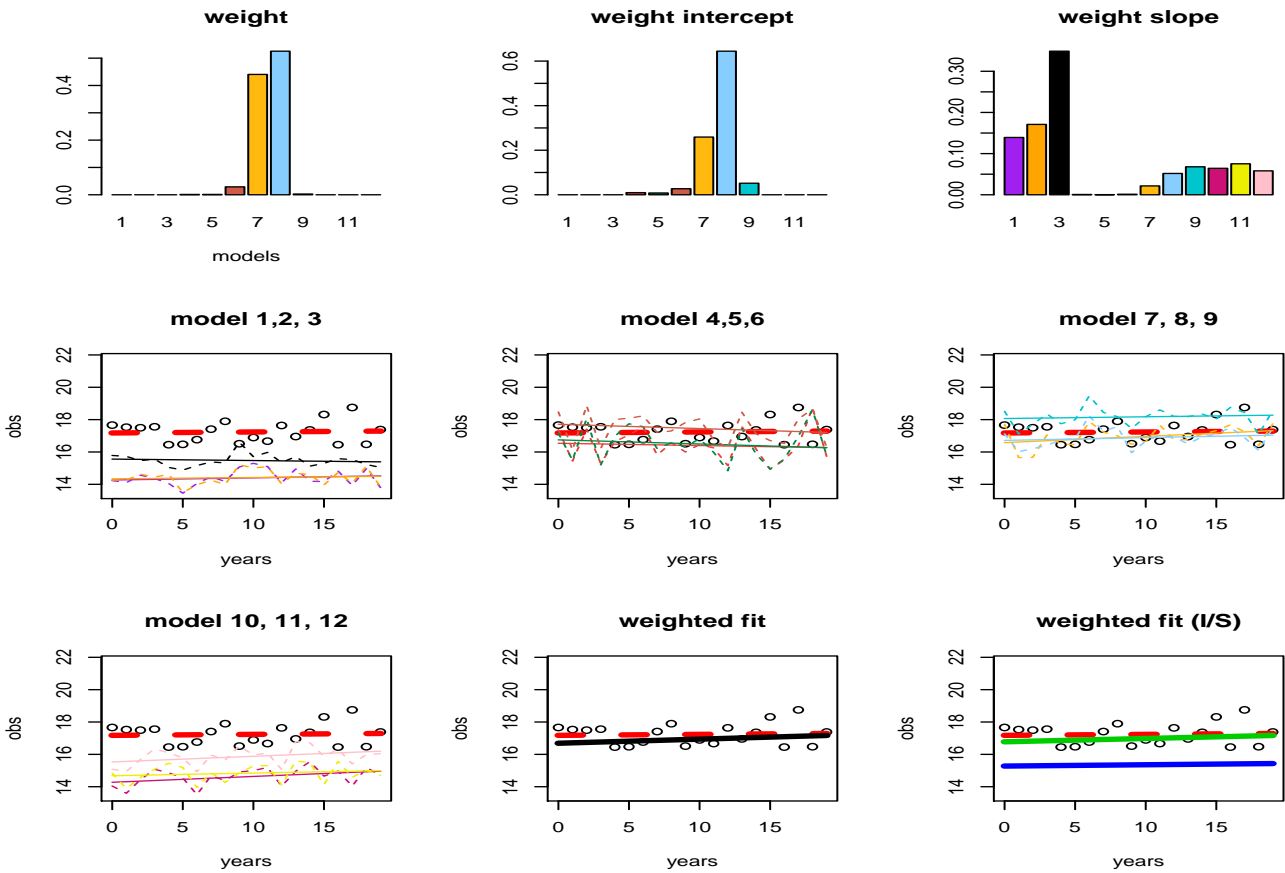 weight
0.0 0.2 0.4
1 3 5 7 9 11
models
weight intercept
0.0 0.2 0.4 0.6
1 3 5 7 9 11
weight slope
0.00 0.10 0.20 0.30
1 3 5 7 9 11
model 1,2, 3
obs
14 16 18 20 22
0 5 10 15
years
model 4,5,6
obs
14 16 18 20 22
0 5 10 15
years
model 7, 8, 9
obs
14 16 18 20 22
0 5 10 15
years
model 10, 11, 12
obs
14 16 18 20 22
0 5 10 15
years
weighted fit
obs
14 16 18 20 22
0 5 10 15
years
weighted fit (I/S)
obs
14 16 18 20 22
0 5 10 15
years